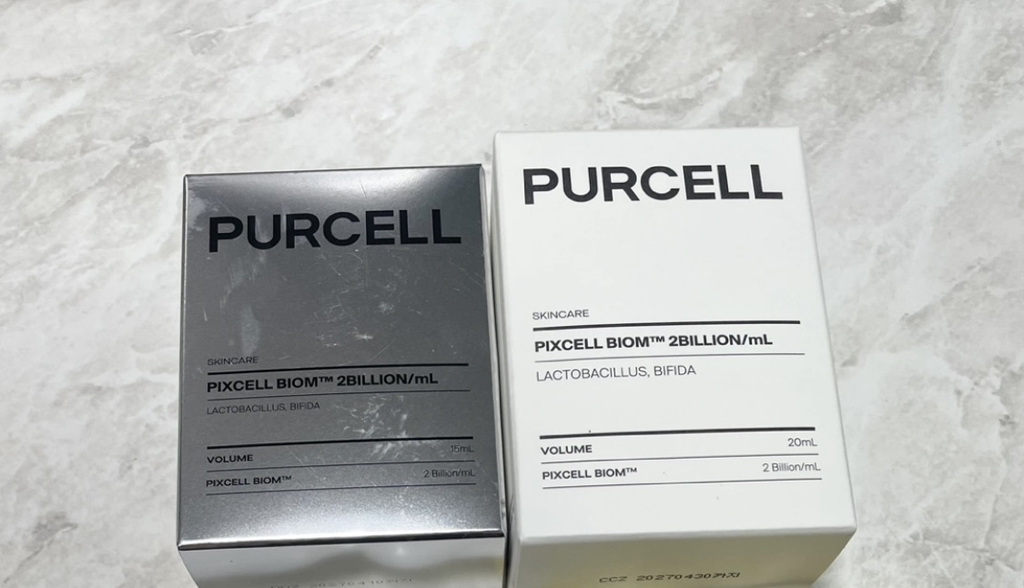 PURCELL
SKINCARE
PIXCELL BIOM™ 2BILLION/mL
LACTOBACILLUS, BIFIDA
VOLUME 15mL
PIXCELL BIOM™ 2 Billion/mL
PURCELL
SKINCARE
PIXCELL BIOM™ 2BILLION/mL
LACTOBACILLUS, BIFIDA
VOLUME 20mL
PIXCELL BIOM™ 2 Billion/mL
CCZ 20270430까지